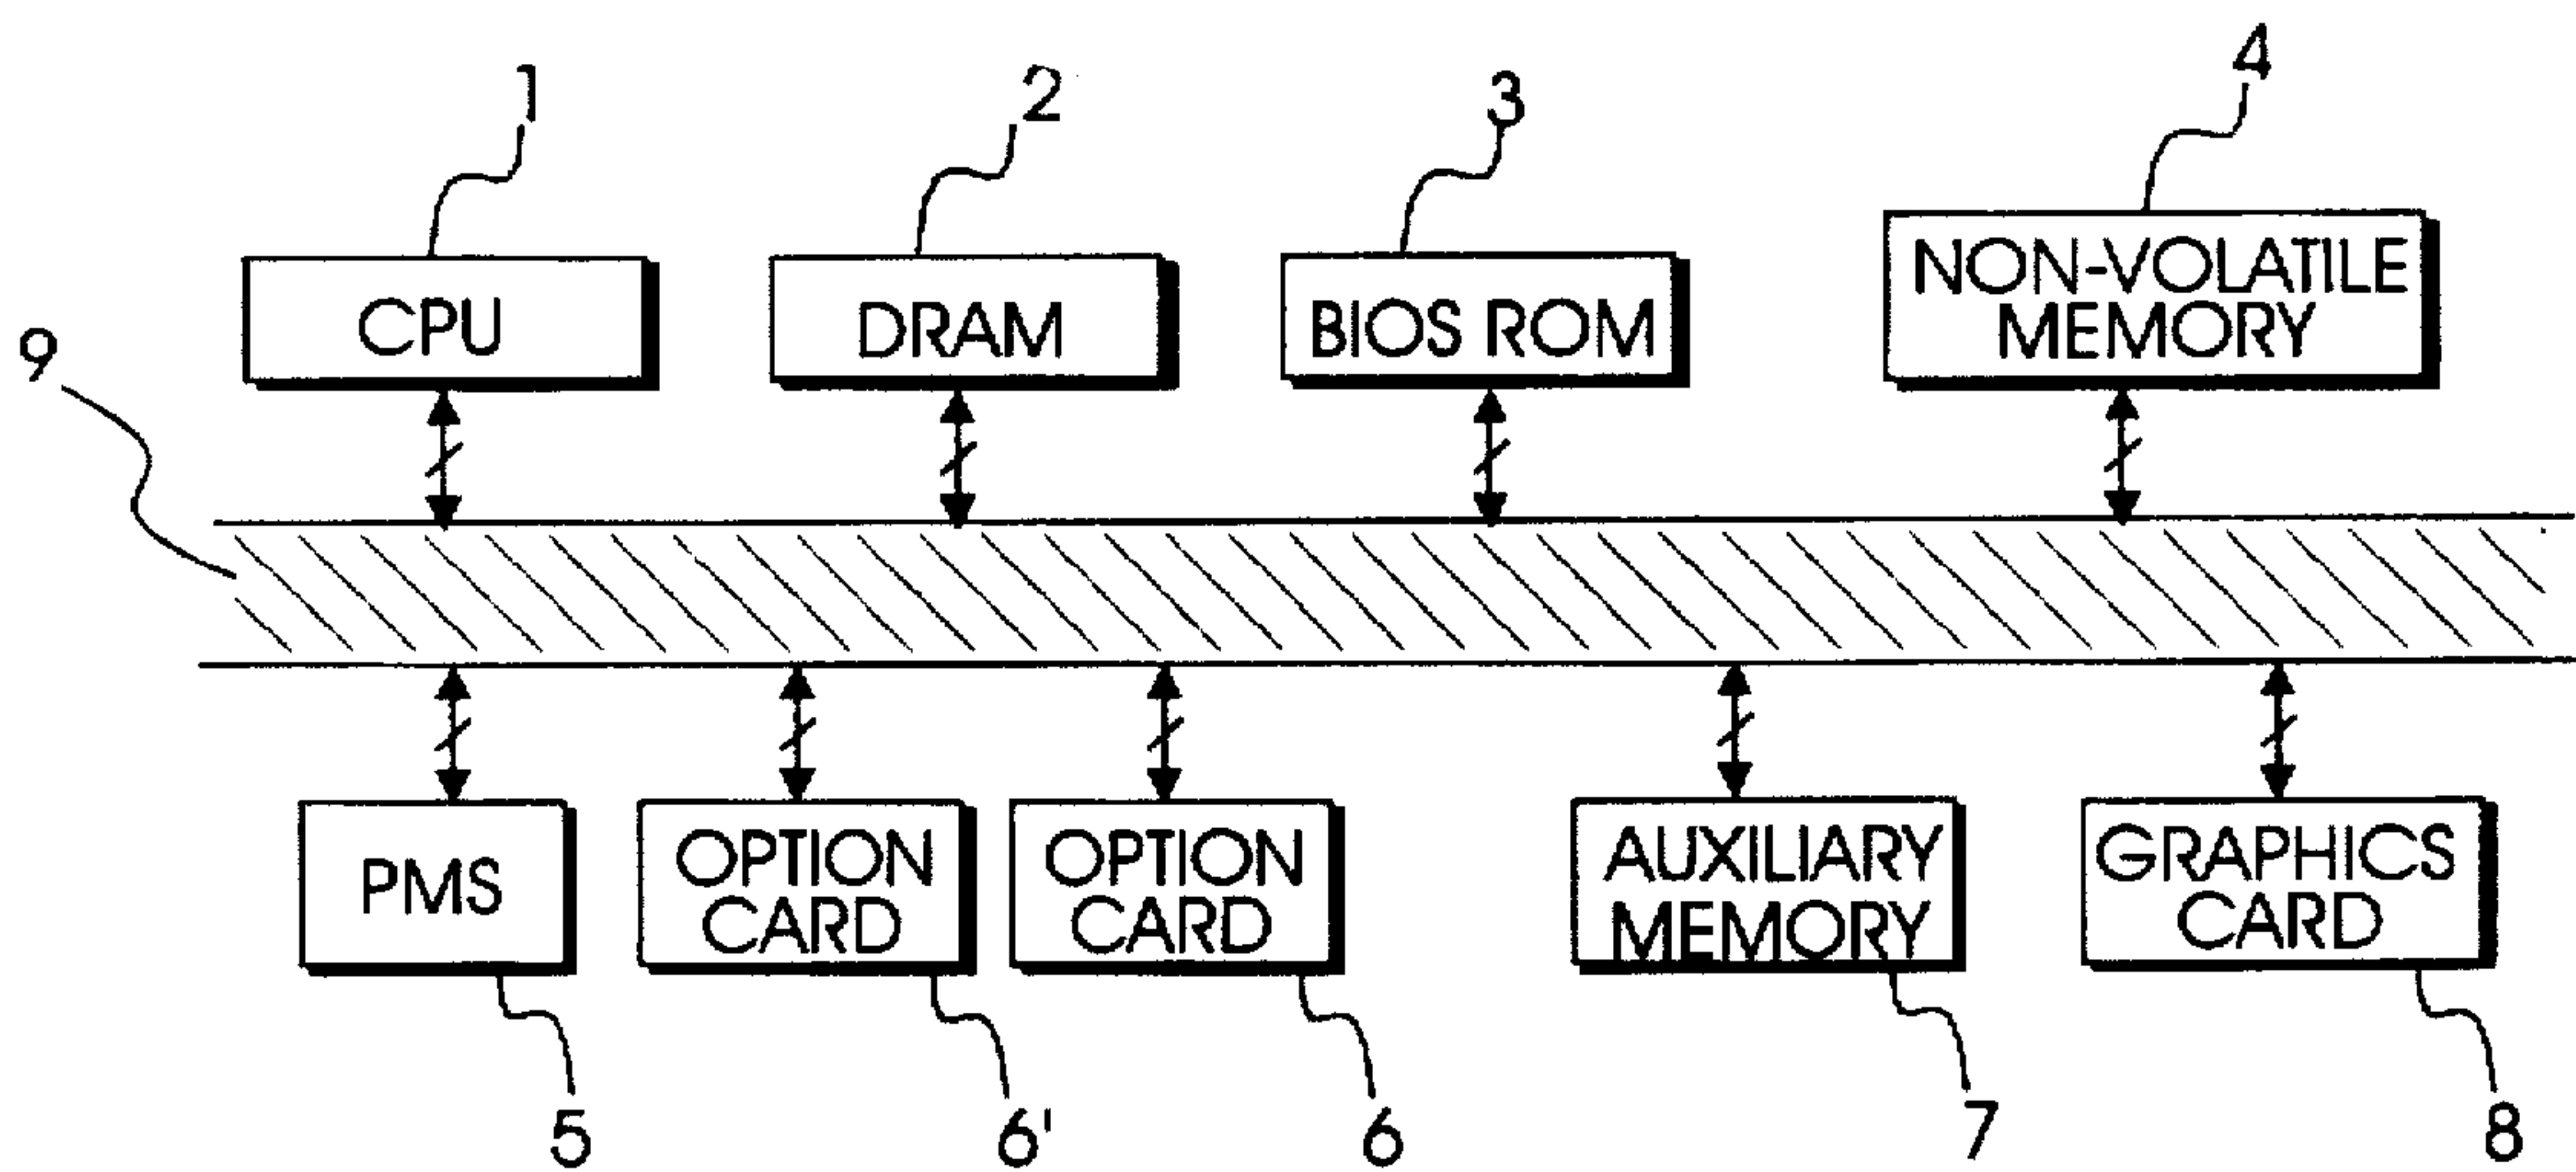 1
2
3
4
CPU
DRAM
BIOS ROM
NON-VOLATILE
MEMORY
9
PMS
OPTION
CARD
OPTION
CARD
AUXILIARY
MEMORY
GRAPHICS
CARD
5
6'
6
7
8